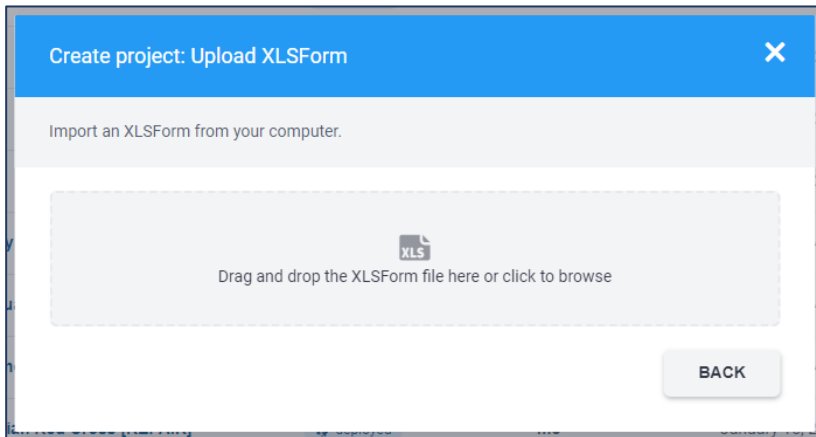 Create project: Upload XLSForm
Import an XLSForm from your computer.
XLS
Drag and drop the XLSForm file here or click to browse
BACK